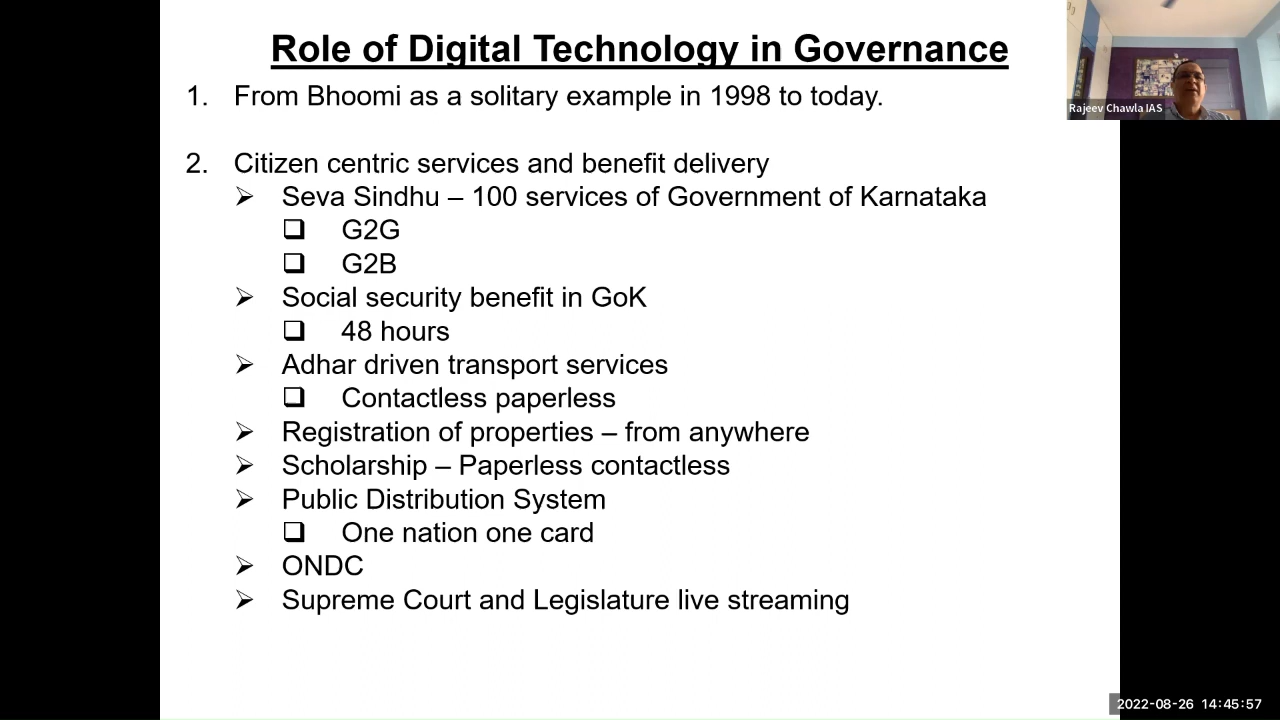 Role of Digital Technology in Governance
1. From Bhoomi as a solitary example in 1998 to today.
Rajeev Chawla IAS
2. Citizen centric services and benefit delivery
➢ Seva Sindhu – 100 services of Government of Karnataka
❑ G2G
❑ G2B
➢ Social security benefit in GoK
❑ 48 hours
➢ Adhar driven transport services
❑ Contactless paperless
➢ Registration of properties – from anywhere
➢ Scholarship – Paperless contactless
➢ Public Distribution System
❑ One nation one card
➢ ONDC
➢ Supreme Court and Legislature live streaming
2022-08-26 14:45:57